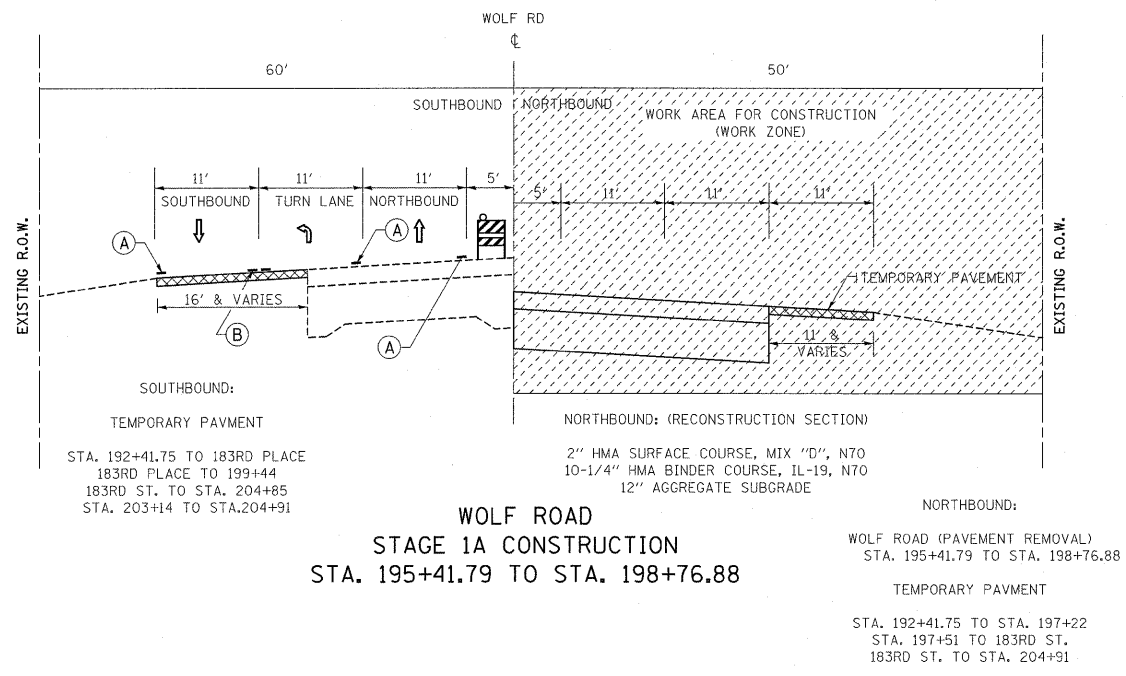 WOLF RD
℄
60'
50'
SOUTHBOUND
NORTHBOUND
WORK AREA FOR CONSTRUCTION
(WORK ZONE)
11'
11'
11'
5'
5'
11'
11'
11'
SOUTHBOUND
TURN LANE
NORTHBOUND
A
A
EXISTING R.O.W.
EXISTING R.O.W.
TEMPORARY PAVEMENT
16' & VARIES
B
A
11' &
VARIES
SOUTHBOUND:
TEMPORARY PAVMENT
STA. 192+41.75 TO 183RD PLACE
183RD PLACE TO 199+44
183RD ST. TO STA. 204+85
STA. 203+14 TO STA.204+91
NORTHBOUND: (RECONSTRUCTION SECTION)
2" HMA SURFACE COURSE, MIX "D", N70
10-1/4" HMA BINDER COURSE, IL-19, N70
12" AGGREGATE SUBGRADE
WOLF ROAD
STAGE 1A CONSTRUCTION
STA. 195+41.79 TO STA. 198+76.88
NORTHBOUND:
WOLF ROAD (PAVEMENT REMOVAL)
STA. 195+41.79 TO STA. 198+76.88
TEMPORARY PAVMENT
STA. 192+41.75 TO STA. 197+22
STA. 197+51 TO 183RD ST.
183RD ST. TO STA. 204+91